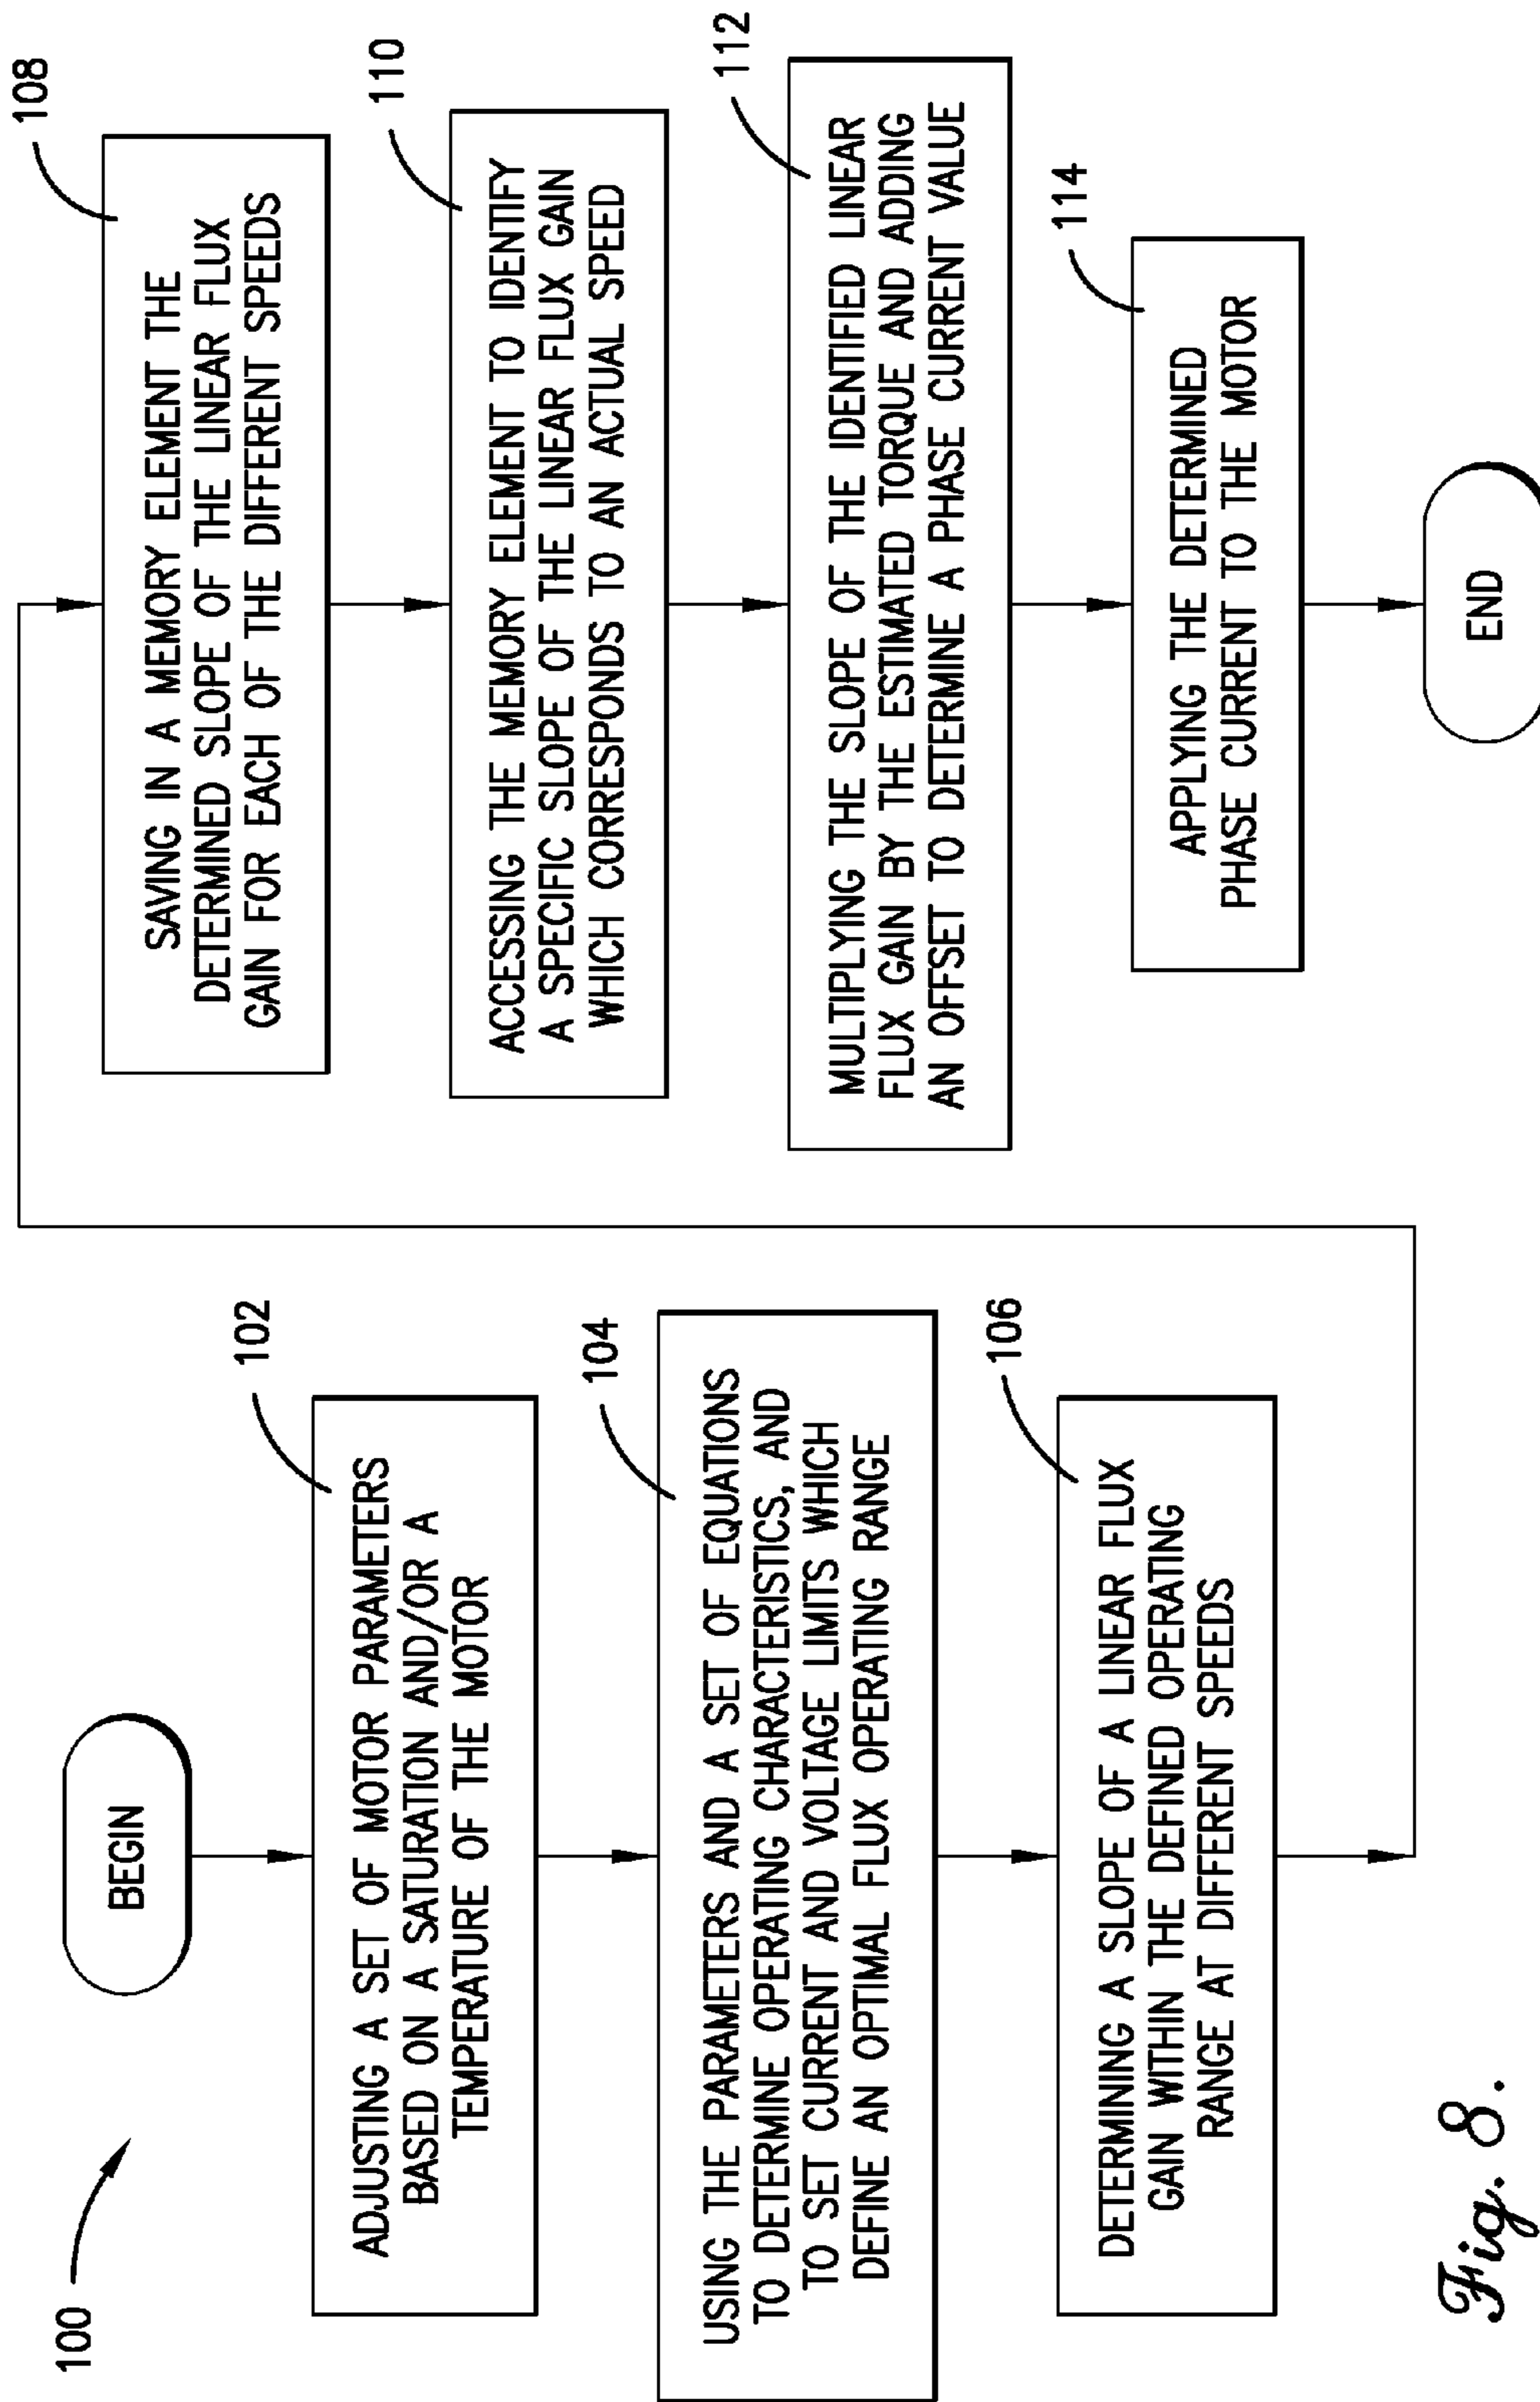 100
BEGIN
102
ADJUSTING A SET OF MOTOR PARAMETERS
BASED ON A SATURATION AND/OR A
TEMPERATURE OF THE MOTOR
104
USING THE PARAMETERS AND A SET OF EQUATIONS
TO DETERMINE OPERATING CHARACTERISTICS, AND
TO SET CURRENT AND VOLTAGE LIMITS WHICH
DEFINE AN OPTIMAL FLUX OPERATING RANGE
106
DETERMINING A SLOPE OF A LINEAR FLUX
GAIN WITHIN THE DEFINED OPERATING
RANGE AT DIFFERENT SPEEDS
108
SAVING IN A MEMORY ELEMENT THE
DETERMINED SLOPE OF THE LINEAR FLUX
GAIN FOR EACH OF THE DIFFERENT SPEEDS
110
ACCESSING THE MEMORY ELEMENT TO IDENTIFY
A SPECIFIC SLOPE OF THE LINEAR FLUX GAIN
WHICH CORRESPONDS TO AN ACTUAL SPEED
112
MULTIPLYING THE SLOPE OF THE IDENTIFIED LINEAR
FLUX GAIN BY THE ESTIMATED TORQUE AND ADDING
AN OFFSET TO DETERMINE A PHASE CURRENT VALUE
114
APPLYING THE DETERMINED
PHASE CURRENT TO THE MOTOR
END
Fig. 8.